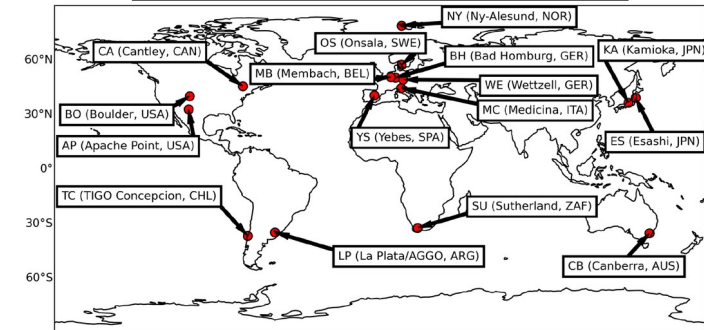 NY (Ny-Alesund, NOR)
OS (Onsala, SWE)
CA (Cantley, CAN)
BH (Bad Homburg, GER)
KA (Kamioka, JPN)
60°N
MB (Membach, BEL)
WE (Wettzell, GER)
MC (Medicina, ITA)
30°N
BO (Boulder, USA)
YS (Yebes, SPA)
ES (Esashi, JPN)
AP (Apache Point, USA)
0°
TC (TIGO Concepcion, CHL)
SU (Sutherland, ZAF)
30°S
LP (La Plata/AGGO, ARG)
CB (Canberra, AUS)
60°S